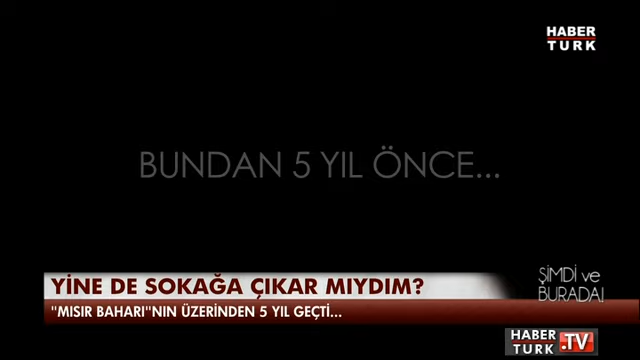 HABER
TURK
BUNDAN 5 YIL ÖNCE...
YİNE DE SOKAĞA ÇIKAR MIYDIM?
ŞİMDİ ve
BURADA!
"MISIR BAHARI"NIN ÜZERİNDEN 5 YIL GEÇTİ...
HABER
TURK
.TV